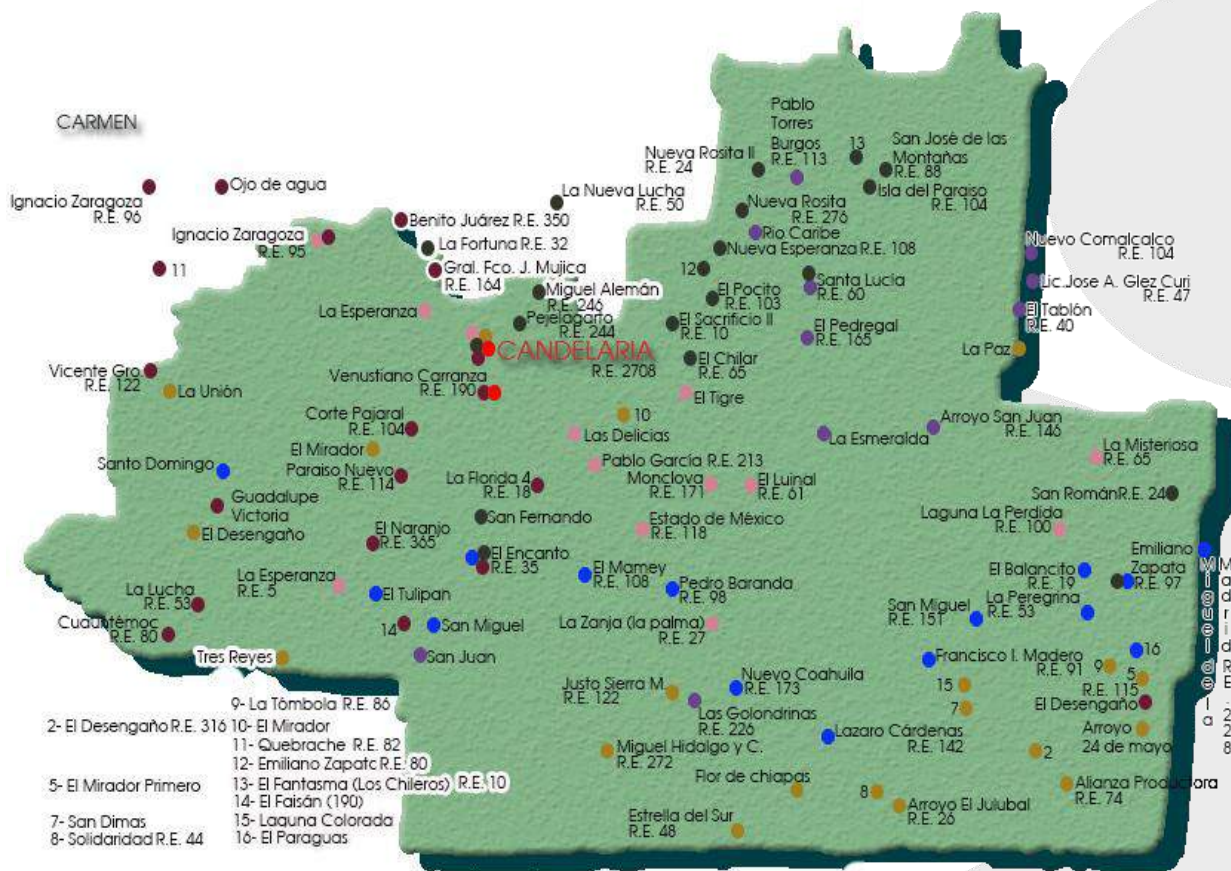 CARMEN
Ignacio Zaragoza
R.E. 96
Ojo de agua
Ignacio Zaragoza
R.E. 95
11
Benito Juárez R.E. 350
La Fortuna R.E. 32
Gral. Fco. J. Mujica
R.E. 164
La Nueva Lucha
R.E. 50
Miguel Alemán
R.E. 246
Pejelagarto
R.E. 244
La Esperanza
CANDELARIA
R.E. 2708
Venustiano Carranza
R.E. 190
Vicente Gro.
R.E. 122
La Unión
Corte Pajaral
R.E. 104
El Mirador
Santo Domingo
Paraiso Nuevo
R.E. 114
Guadalupe
Victoria
El Desengaño
La Florida 4
R.E. 18
San Fernando
El Naranjo
R.E. 365
El Encanto
R.E. 35
La Esperanza
R.E. 5
El Tulipan
La Lucha
R.E. 53
Cuauhtémoc
R.E. 80
14
San Miguel
San Juan
Tres Reyes
Pablo
Torres
Burgos
R.E. 113
13
San José de las
Montañas
R.E. 88
Nueva Rosita II
R.E. 24
Isla del Paraiso
R.E. 104
Nueva Rosita
R.E. 276
Rio Caribe
Nueva Esperanza R.E. 108
12
Santa Lucía
R.E. 60
El Pocito
R.E. 103
El Sacrificio II
R.E. 10
El Pedregal
R.E. 165
El Chilar
R.E. 65
Nuevo Comalcalco
R.E. 104
Lic.Jose A. Glez Curi
R.E. 47
El Tablón
R.E. 40
La Paz
El Tigre
10
Las Delicias
La Esmeralda
Arroyo San Juan
R.E. 146
Pablo García R.E. 213
Monclova
R.E. 171
El Luinal
R.E. 61
Estado de México
R.E. 118
La Misteriosa
R.E. 65
San Román R.E. 24
Laguna La Perdida
R.E. 100
Emiliano
Zapata
R.E. 97
El Balancito
R.E. 19
La Peregrina
R.E. 53
San Miguel
R.E. 151
El Mamey
R.E. 108
Pedro Baranda
R.E. 98
La Zanja (la palma)
R.E. 27
Francisco I. Madero
R.E. 91
9
16
5
R.E. 115
El Desengaño
15
7
Arroyo
24 de mayo
2
Nuevo Coahuila
R.E. 173
Justo Sierra M.
R.E. 122
Las Golondrinas
R.E. 226
Lazaro Cárdenas
R.E. 142
Miguel Hidalgo y C.
R.E. 272
Flor de chiapas
8
Alianza Productora
R.E. 74
Arroyo El Julubal
R.E. 26
Estrella del Sur
R.E. 48
Miguel de la
Madrid R.E. 228
9- La Tómbola R.E. 86
2- El Desengaño R.E. 316 10- El Mirador
11- Quebrache R.E. 82
12- Emiliano Zapatc R.E. 80
5- El Mirador Primero 13- El Fantasma (Los Chileros) R.E. 10
14- El Faisán (190)
7- San Dimas 15- Laguna Colorada
8- Solidaridad R.E. 44 16- El Paraguas